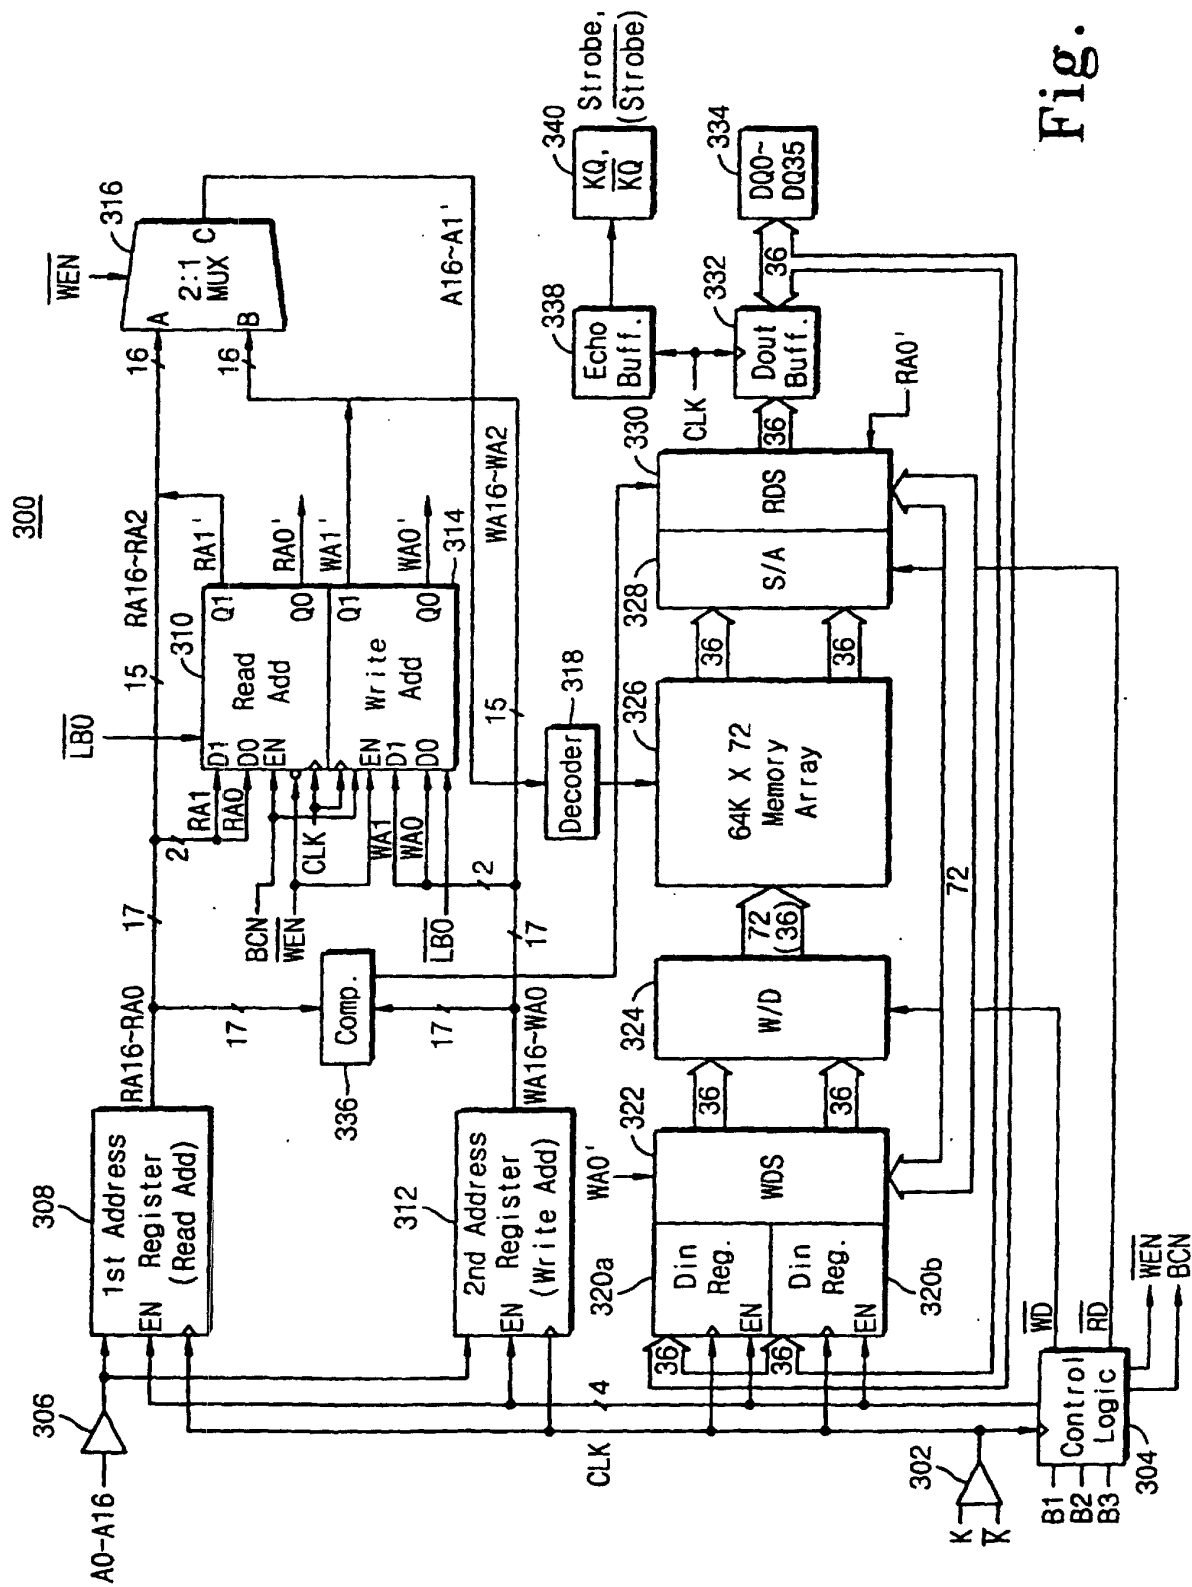 300
A0-A16
306
308
1st Address
Register
(Read Add)
EN
RA16~RA0
17
17
2
RA1
RA0
15
RA16~RA2
LBO
310
D1
D0
EN
Read
Add
Q1
Q0
RA1'
RA0'
16
16
WEN
316
A
B
2:1
MUX
C
A16~A1'
312
2nd Address
Register
(Write Add)
EN
WA16~WA0
336
Comp.
17
17
BCN
WEN
LBO
CLK
WA1
WA0
2
EN
D1
D0
Write
Add
Q1
Q0
WA1'
WA0'
314
15
WA16~WA2
Decoder
318
CLK
4
320a
Din
Reg.
EN
Din
Reg.
EN
320b
36
36
WA0'
322
WDS
36
36
324
W/D
72
(36)
326
64K X 72
Memory
Array
36
36
328
S/A
330
RDS
RA0'
36
CLK
338
Echo
Buff.
332
Dout
Buff.
36
340
KQ,
KQ
Strobe,
(Strobe)
334
DQ0~
DQ35
72
302
K
K
B1
B2
B3
304
Control
Logic
WD
RD
WEN
BCN
Fig.